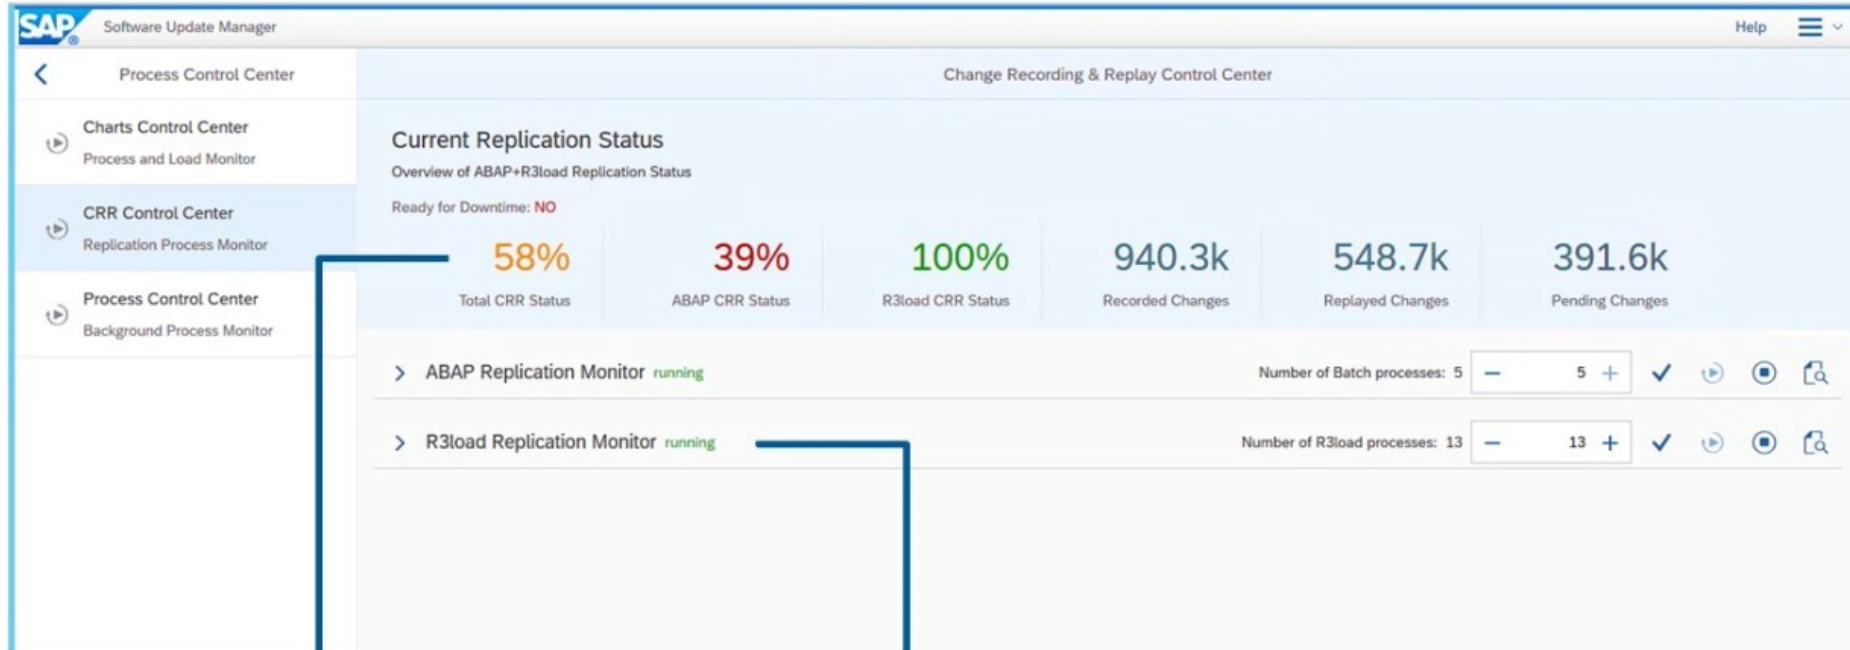 SAP®
Software Update Manager
Help
Process Control Center
Change Recording & Replay Control Center
Charts Control Center
Process and Load Monitor
CRR Control Center
Replication Process Monitor
Process Control Center
Background Process Monitor
Current Replication Status
Overview of ABAP+R3load Replication Status
Ready for Downtime: NO
58%
Total CRR Status
39%
ABAP CRR Status
100%
R3load CRR Status
940.3k
Recorded Changes
548.7k
Replayed Changes
391.6k
Pending Changes
ABAP Replication Monitor running
Number of Batch processes: 5 − 5 +
R3load Replication Monitor running
Number of R3load processes: 13 − 13 +